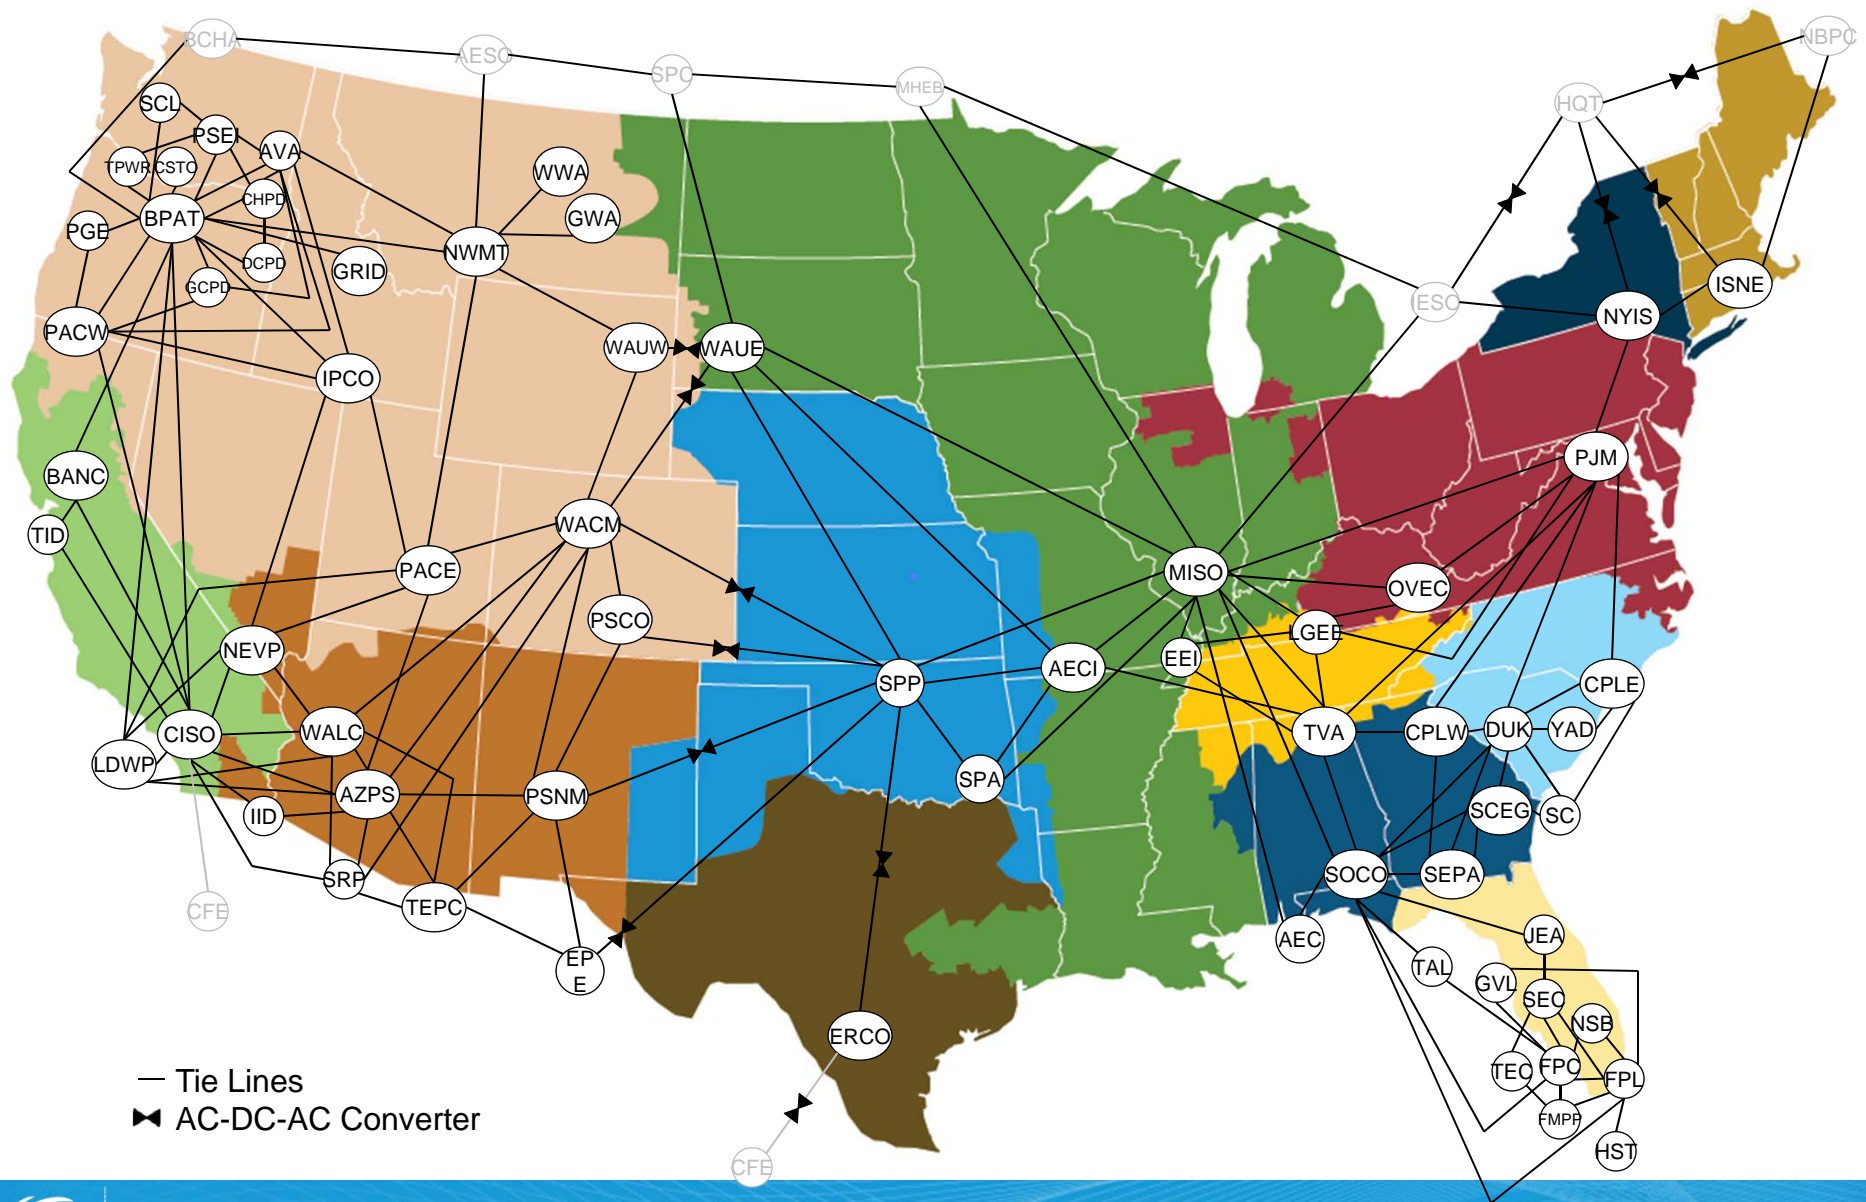 BCHA
AESO
SPC
MHEB
NBPC
HQT
SCL
PSEI
AVA
TPWR
CSTO
WWA
CHPD
BPAT
GWA
PGE
NWMT
DCPD
GRID
GCPD
ISNE
IESO
NYIS
PACW
WAUW
WAUE
IPCO
PJM
BANC
WACM
TID
PACE
MISO
OVEC
PSCO
LGEE
NEVP
EEI
AECI
SPP
CPLE
CISO
WALC
TVA
CPLW
DUK
YAD
LDWP
SPA
AZPS
PSNM
IID
SCEG
SC
SRP
SOCO
SEPA
TEPC
CFE
AEC
JEA
EP
E
TAL
GVL
SEC
NSB
ERCO
TEC
FPC
FPL
— Tie Lines
AC-DC-AC Converter
FMPP
HST
CFE